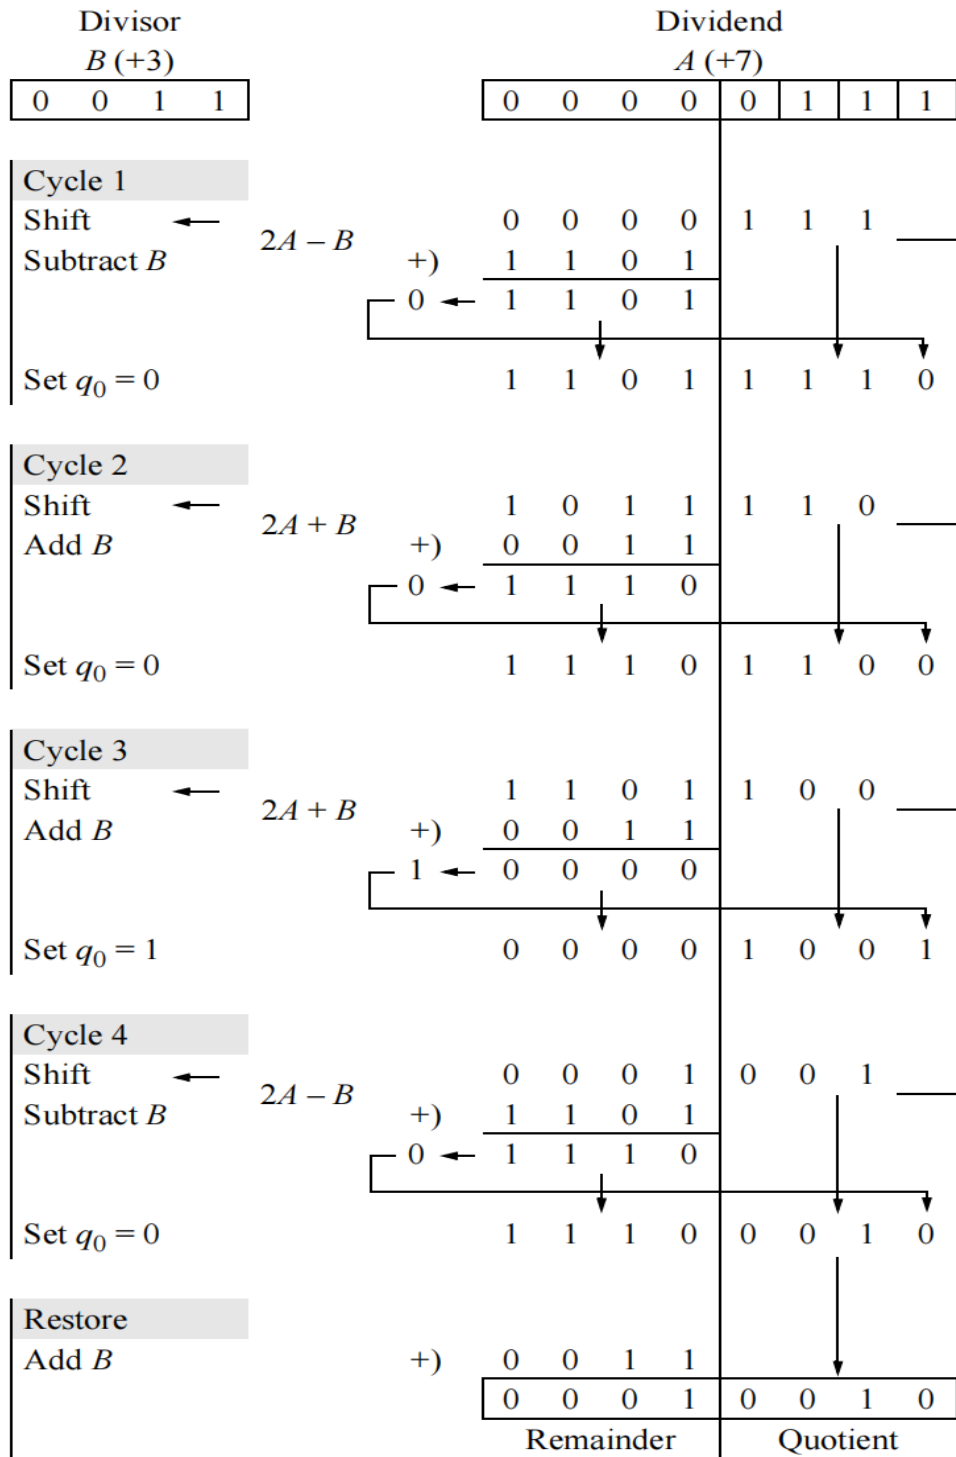 Divisor Dividend
B (+3) A (+7)
0 0 1 1 0 0 0 0 0 1 1 1
Cycle 1
Shift 0 0 0 0 1 1 1
2A – B
Subtract B +) 1 1 0 1
0 1 1 0 1
Set q0 = 0 1 1 0 1 1 1 1 0
Cycle 2
Shift 1 0 1 1 1 1 0
2A + B
Add B +) 0 0 1 1
0 1 1 1 0
Set q0 = 0 1 1 1 0 1 1 0 0
Cycle 3
Shift 1 1 0 1 1 0 0
2A + B
Add B +) 0 0 1 1
1 0 0 0 0
Set q0 = 1 0 0 0 0 1 0 0 1
Cycle 4
Shift 0 0 0 1 0 0 1
2A – B
Subtract B +) 1 1 0 1
0 1 1 1 0
Set q0 = 0 1 1 1 0 0 0 1 0
Restore
Add B +) 0 0 1 1
0 0 0 1 0 0 1 0
Remainder Quotient